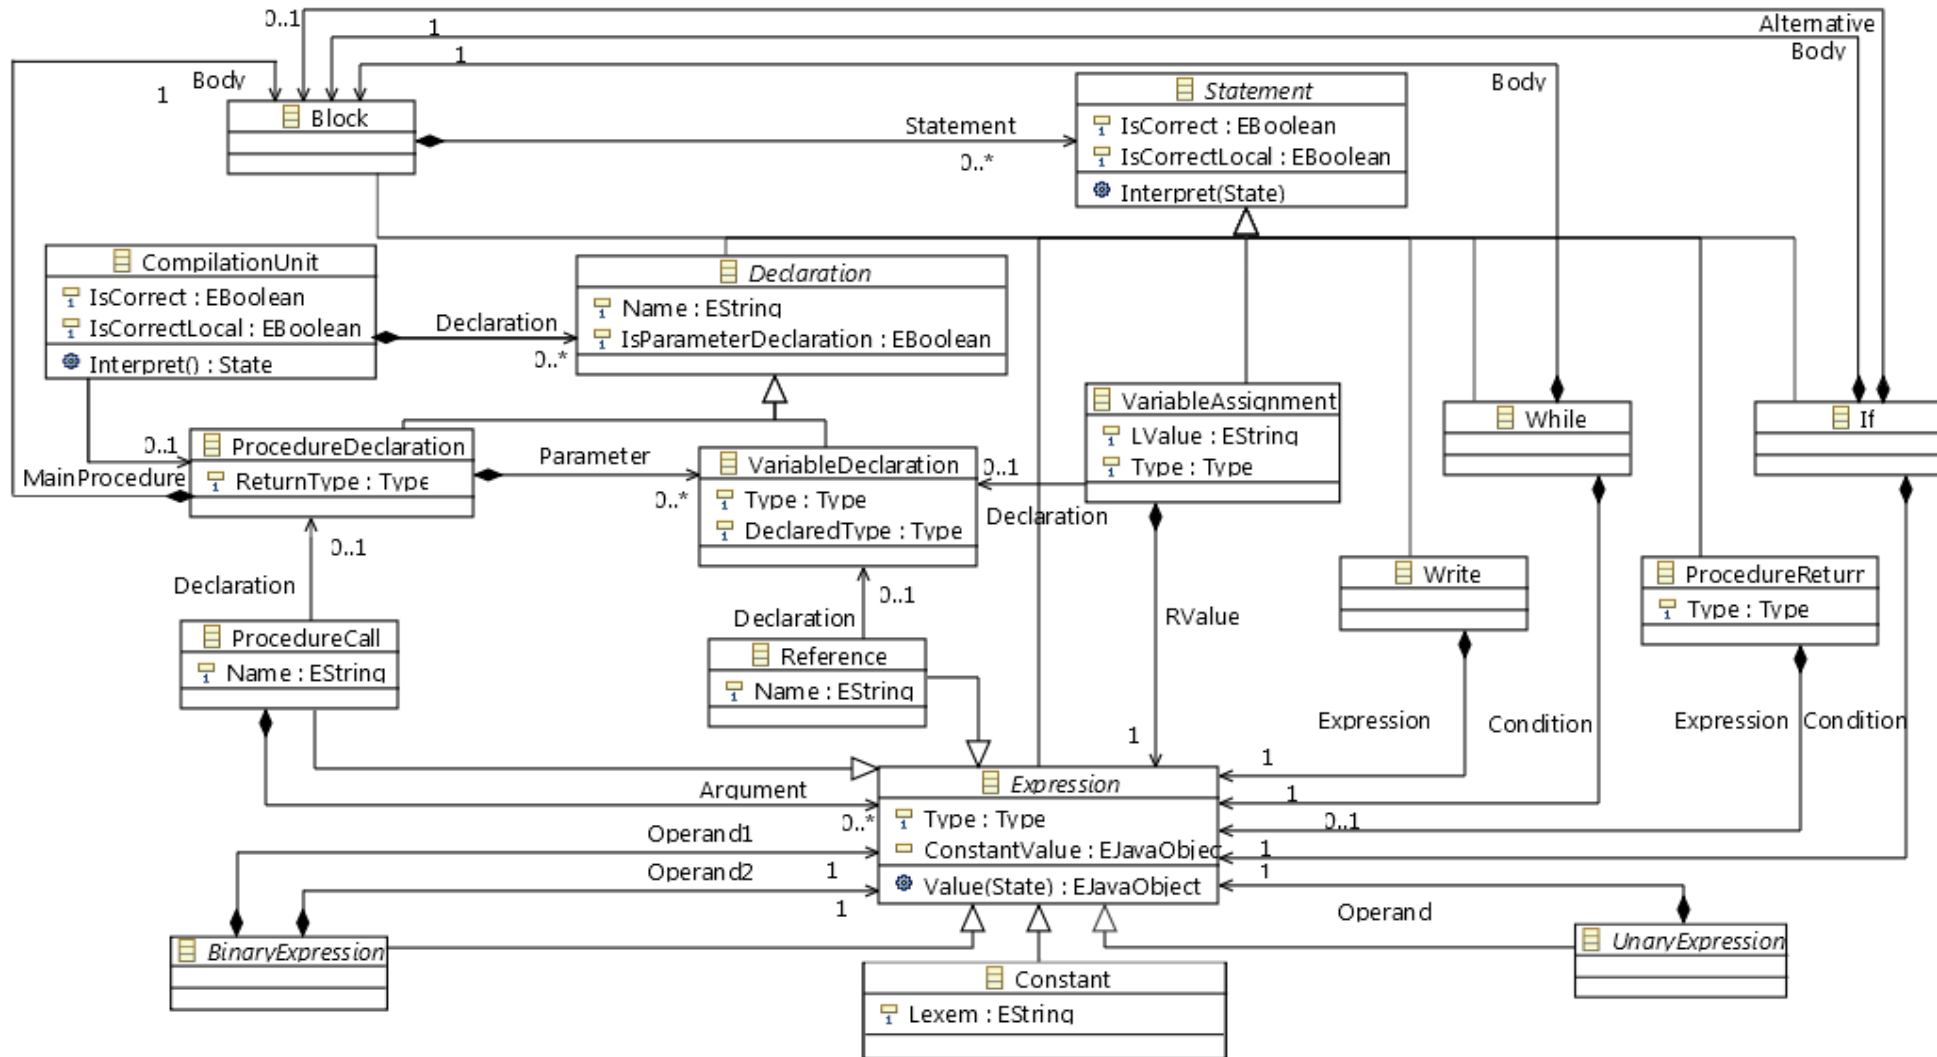 0..1
1
Alternative
1
Body
Body
1
Body
Block
Statement
0..*
Statement
IsCorrect : EBoolean
IsCorrectLocal : EBoolean
Interpret(State)
CompilationUnit
IsCorrect : EBoolean
IsCorrectLocal : EBoolean
Interpret() : State
Declaration
0..*
Declaration
Name : EString
IsParameterDeclaration : EBoolean
0..1
MainProcedure
ProcedureDeclaration
ReturnType : Type
Parameter
0..*
VariableDeclaration
Type : Type
DeclaredType : Type
0..1
Declaration
VariableAssignment
LValue : EString
Type : Type
While
If
0..1
Declaration
0..1
Declaration
RValue
1
Write
ProcedureReturn
Type : Type
ProcedureCall
Name : EString
Reference
Name : EString
Expression
1
Condition
1
Expression
0..1
Condition
1
Argument
0..*
Operand1
1
Operand2
1
Expression
Type : Type
ConstantValue : EJavaObjec
Value(State) : EJavaObject
1
Operand
BinaryExpression
UnaryExpression
Constant
Lexem : EString